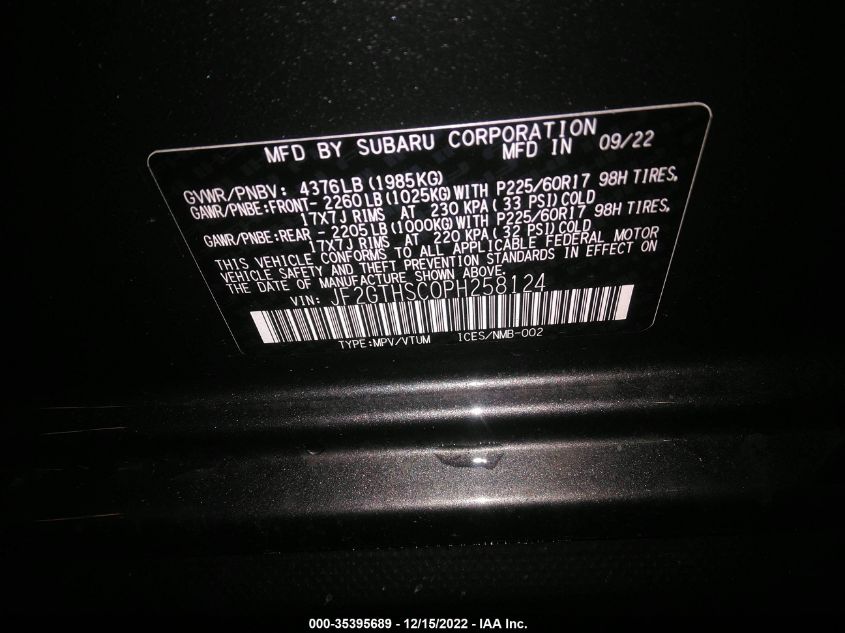 MFD BY SUBARU CORPORATION
MFD IN 09/22
GVWR/PNBV: 4376LB(1985KG)
GAWR/PNBE:FRONT- 2260LB(1025KG)WITH P225/60R17 98H TIRES,
17X7J RIMS AT 230 KPA( 33 PSI)COLD
GAWR/PNBE:REAR - 2205LB(1000KG)WITH P225/60R17 98H TIRES,
17X7J RIMS AT 220 KPA( 32 PSI)COLD
THIS VEHICLE CONFORMS TO ALL APPLICABLE FEDERAL MOTOR
VEHICLE SAFETY AND THEFT PREVENTION STANDARDS IN EFFECT ON
THE DATE OF MANUFACTURE SHOWN ABOVE.
VIN: JF2GTHSC0PH258124
TYPE:MPV/VTUM ICES/NMB-002
000-35395689 - 12/15/2022 - IAA Inc.